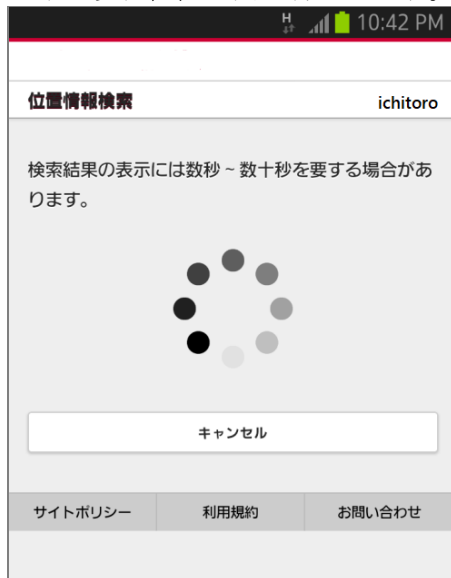 H 10:42 PM
位置情報検索 ichitoro
検索結果の表示には数秒～数十秒を要する場合があ
ります。
キャンセル
サイトポリシー 利用規約 お問い合わせ